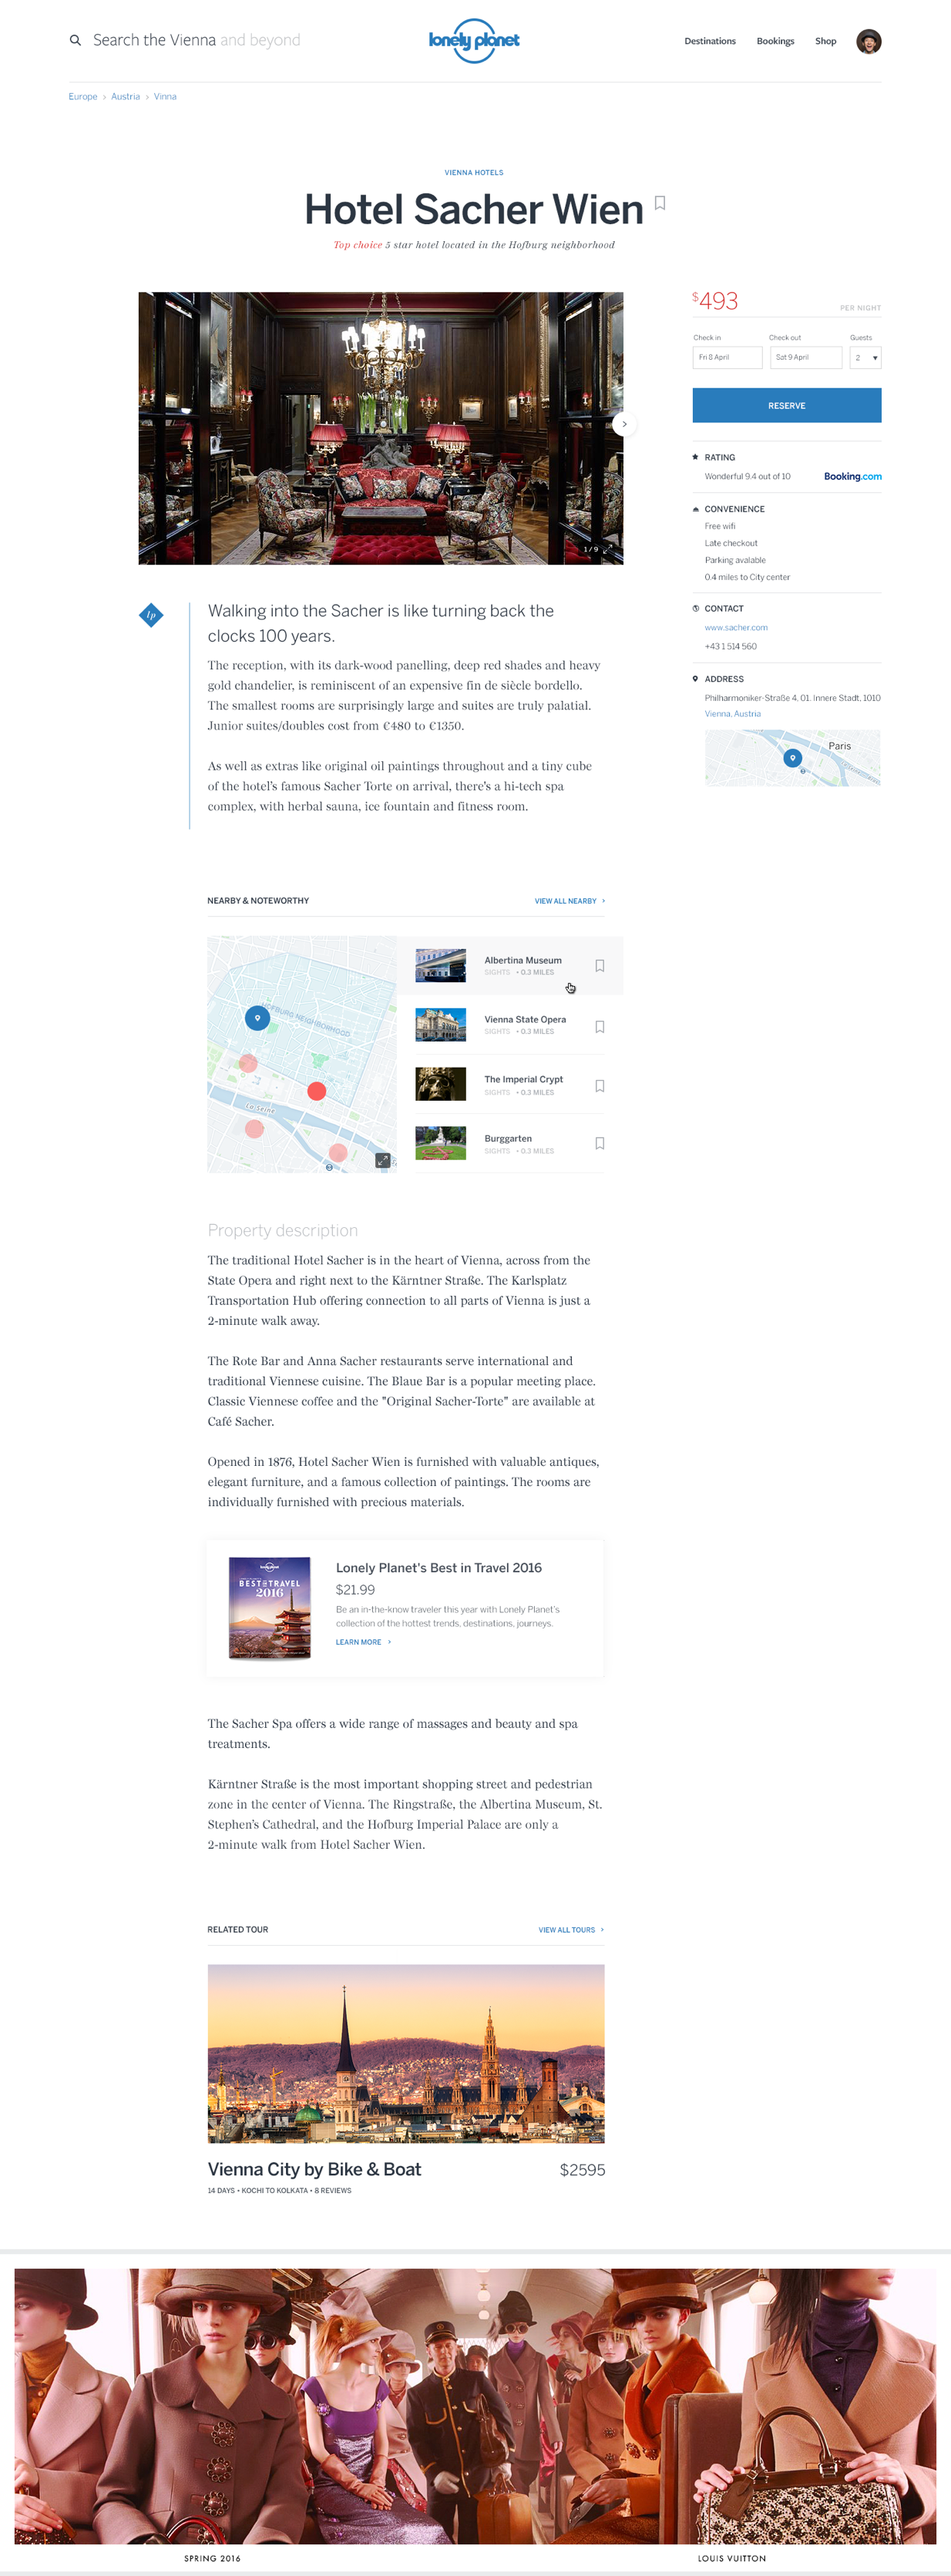 Search the Vienna and beyond
lonely planet
Destinations Bookings Shop
Europe > Austria > Vinna
VIENNA HOTELS
Hotel Sacher Wien
Top choice 5 star hotel located in the Hofburg neighborhood
1/9
$493
PER NIGHT
Check in Check out Guests
Fri 8 April Sat 9 April 2
RESERVE
RATING
Wonderful 9.4 out of 10 Booking.com
CONVENIENCE
Free wifi
Late checkout
Parking avalable
0.4 miles to City center
CONTACT
www.sacher.com
+43 1 514 560
ADDRESS
Philharmoniker-Straße 4, 01. Innere Stadt, 1010
Vienna, Austria
Paris
lp
Walking into the Sacher is like turning back the
clocks 100 years.
The reception, with its dark-wood panelling, deep red shades and heavy
gold chandelier, is reminiscent of an expensive fin de siècle bordello.
The smallest rooms are surprisingly large and suites are truly palatial.
Junior suites/doubles cost from €480 to €1350.
As well as extras like original oil paintings throughout and a tiny cube
of the hotel's famous Sacher Torte on arrival, there's a hi-tech spa
complex, with herbal sauna, ice fountain and fitness room.
NEARBY & NOTEWORTHY
VIEW ALL NEARBY >
HOFBURG NEIGHBORHOOD
La Seine
Albertina Museum
SIGHTS • 0.3 MILES
Vienna State Opera
SIGHTS • 0.3 MILES
The Imperial Crypt
SIGHTS • 0.3 MILES
Burggarten
SIGHTS • 0.3 MILES
Property description
The traditional Hotel Sacher is in the heart of Vienna, across from the
State Opera and right next to the Kärntner Straße. The Karlsplatz
Transportation Hub offering connection to all parts of Vienna is just a
2-minute walk away.
The Rote Bar and Anna Sacher restaurants serve international and
traditional Viennese cuisine. The Blaue Bar is a popular meeting place.
Classic Viennese coffee and the "Original Sacher-Torte" are available at
Café Sacher.
Opened in 1876, Hotel Sacher Wien is furnished with valuable antiques,
elegant furniture, and a famous collection of paintings. The rooms are
individually furnished with precious materials.
BEST IN TRAVEL
2016
Lonely Planet's Best in Travel 2016
$21.99
Be an in-the-know traveler this year with Lonely Planet's
collection of the hottest trends, destinations, journeys.
LEARN MORE >
The Sacher Spa offers a wide range of massages and beauty and spa
treatments.
Kärntner Straße is the most important shopping street and pedestrian
zone in the center of Vienna. The Ringstraße, the Albertina Museum, St.
Stephen's Cathedral, and the Hofburg Imperial Palace are only a
2-minute walk from Hotel Sacher Wien.
RELATED TOUR
VIEW ALL TOURS >
Vienna City by Bike & Boat
$2595
14 DAYS • KOCHI TO KOLKATA • 8 REVIEWS
SPRING 2016
LOUIS VUITTON